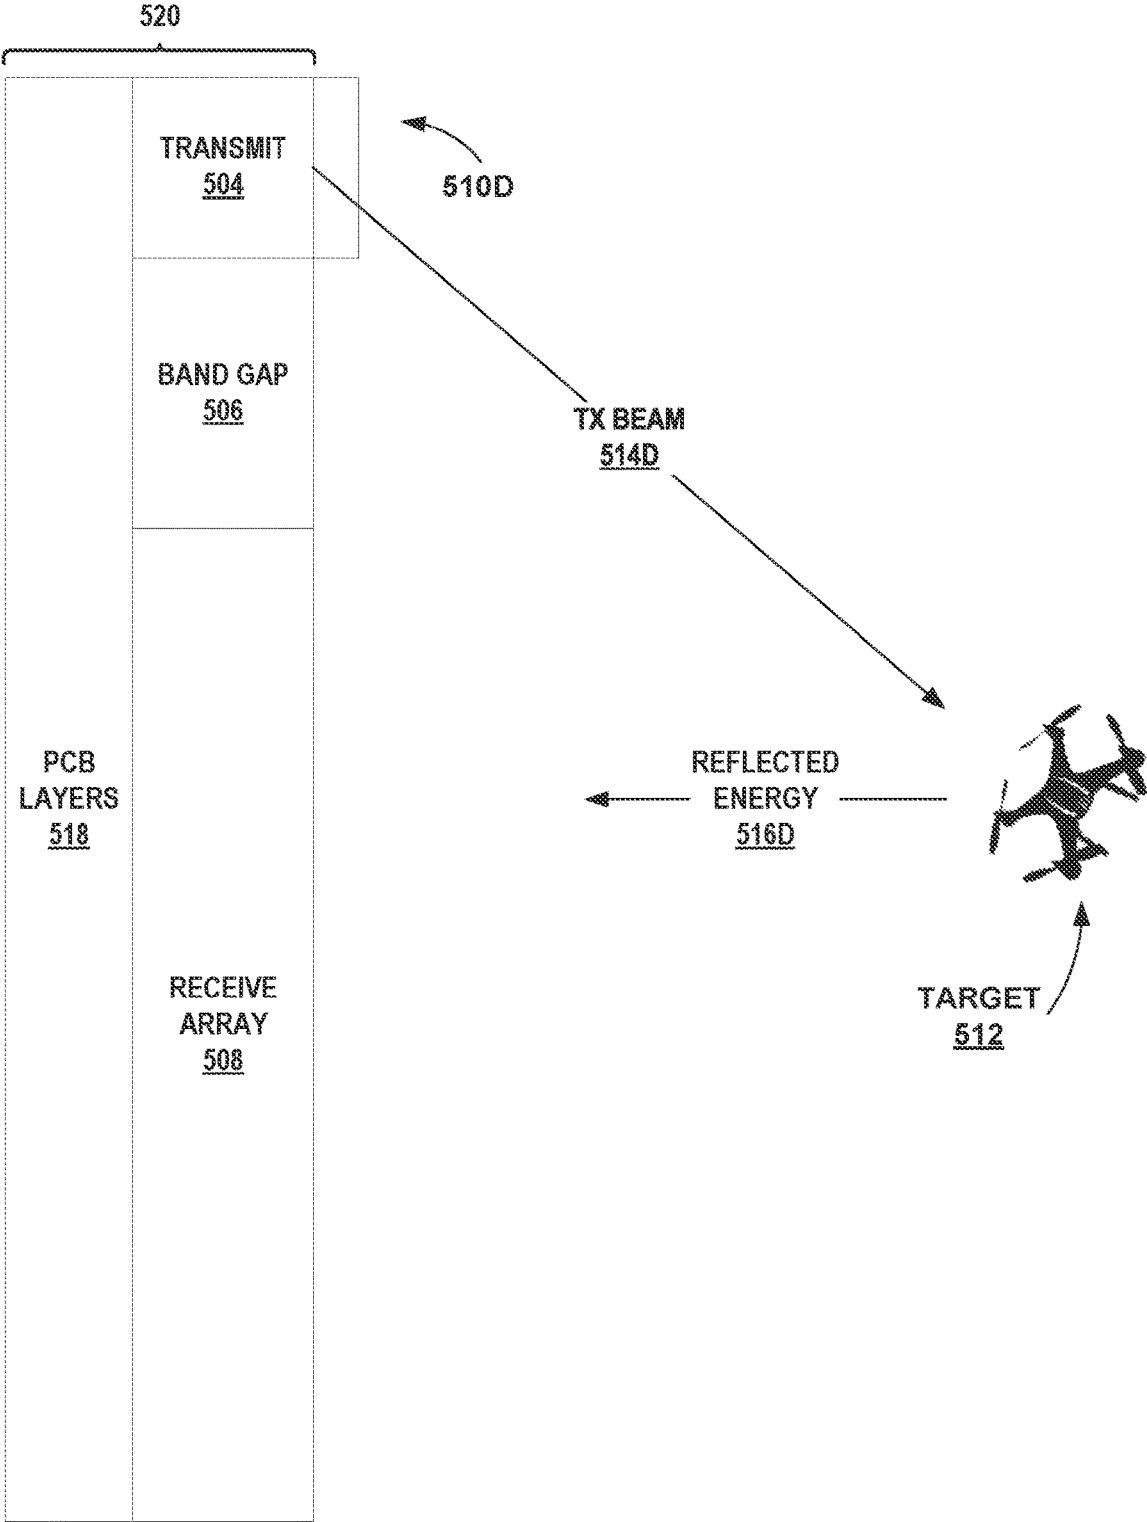 520
TRANSMIT
504
510D
BAND GAP
506
TX BEAM
514D
PCB
LAYERS
518
REFLECTED
ENERGY
516D
RECEIVE
ARRAY
508
TARGET
512